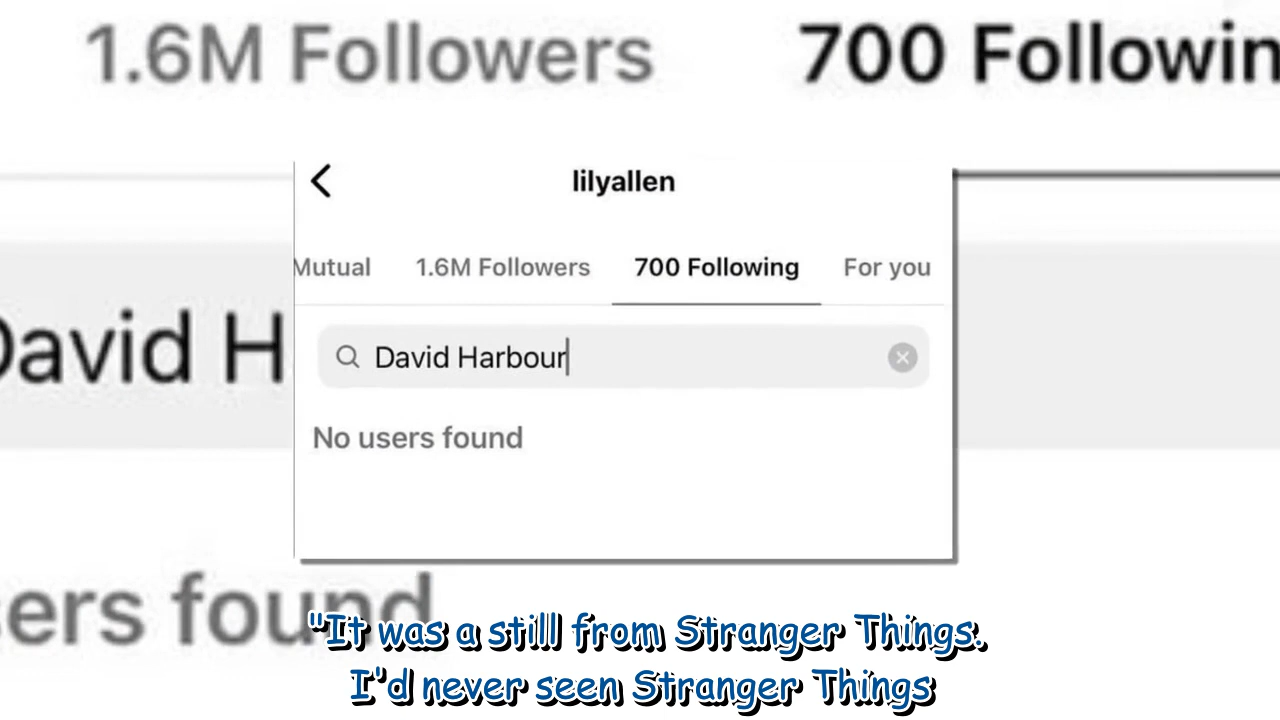 1.6M Followers 700 Followin
lilyallen
Mutual 1.6M Followers 700 Following For you
David H
David Harbour
No users found
ers found
"It was a still from Stranger Things.
I'd never seen Stranger Things